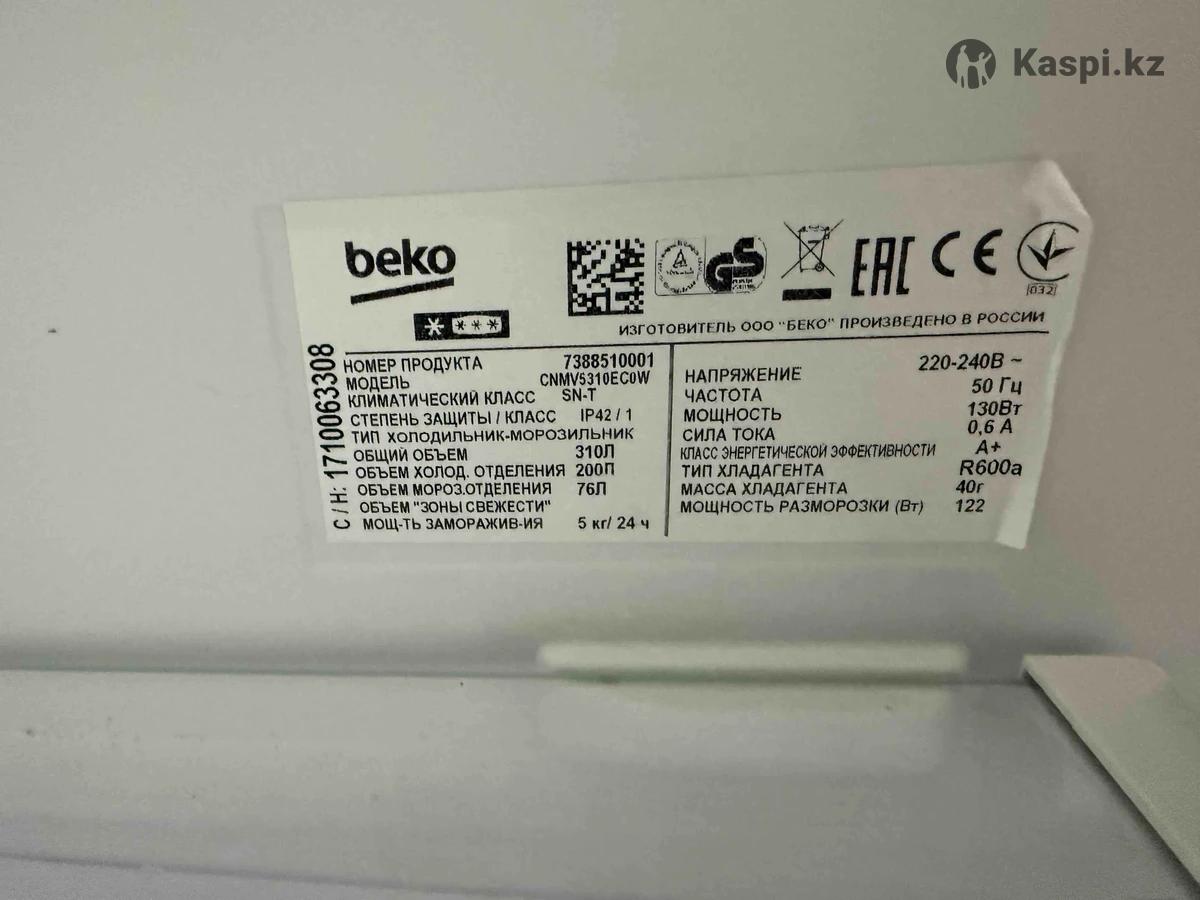 Kaspi.kz
beko
ИЗГОТОВИТЕЛЬ ООО "БЕКО" ПРОИЗВЕДЕНО В РОССИИ
032
С / Н: 1710063308
НОМЕР ПРОДУКТА 7388510001
МОДЕЛЬ CNMV5310EC0W
КЛИМАТИЧЕСКИЙ КЛАСС SN-T
СТЕПЕНЬ ЗАЩИТЫ / КЛАСС IP42 / 1
ТИП ХОЛОДИЛЬНИК-МОРОЗИЛЬНИК
ОБЩИЙ ОБЪЕМ 310Л
ОБЪЕМ ХОЛОД. ОТДЕЛЕНИЯ 200П
ОБЪЕМ МОРОЗ.ОТДЕЛЕНИЯ 76Л
ОБЪЕМ "ЗОНЫ СВЕЖЕСТИ"
МОЩ-ТЬ ЗАМОРАЖИВ-ИЯ 5 кг/ 24 ч
НАПРЯЖЕНИЕ 220-240В ~
ЧАСТОТА 50 Гц
МОЩНОСТЬ 130Вт
СИЛА ТОКА 0,6 А
КЛАСС ЭНЕРГЕТИЧЕСКОЙ ЭФФЕКТИВНОСТИ А+
ТИП ХЛАДАГЕНТА R600a
МАССА ХЛАДАГЕНТА 40г
МОЩНОСТЬ РАЗМОРОЗКИ (Вт) 122